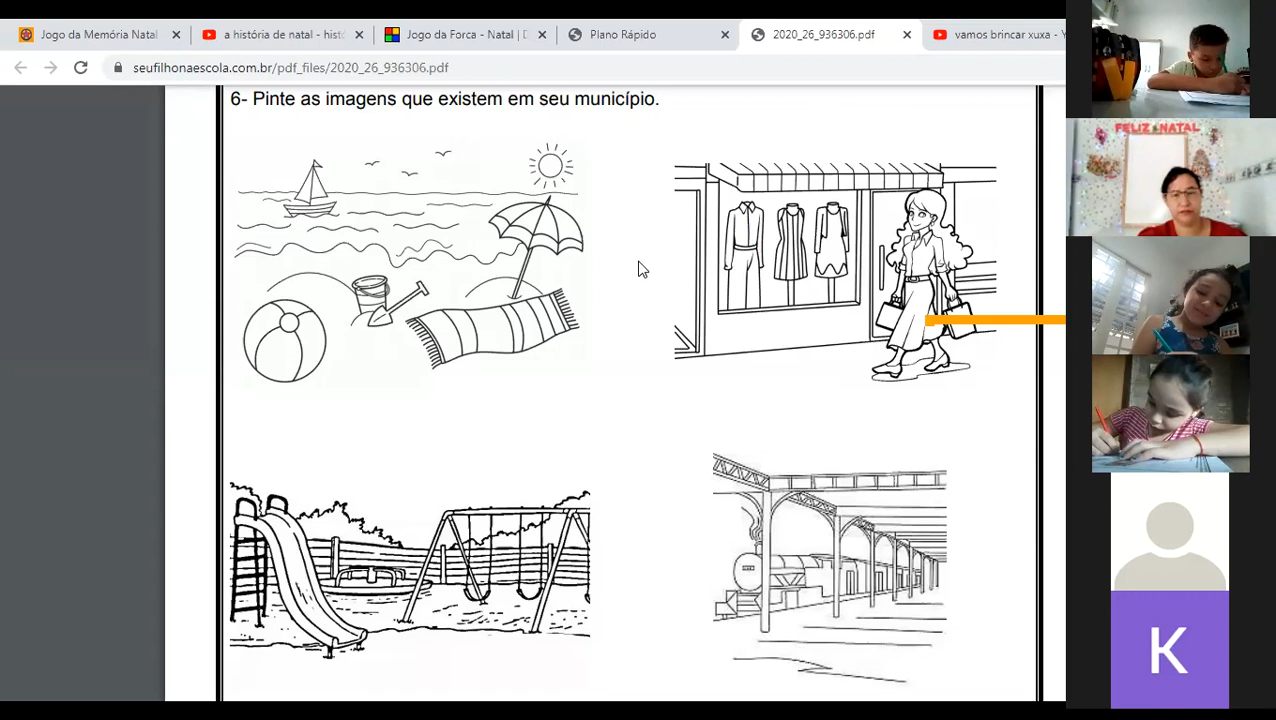 Jogo da Memória Natal
a história de natal - histó
Jogo da Forca - Natal | D
Plano Rápido
2020_26_936306.pdf
vamos brincar xuxa - Y
seufilhonaescola.com.br/pdf_files/2020_26_936306.pdf
6- Pinte as imagens que existem em seu município.
FELIZ NATAL
K